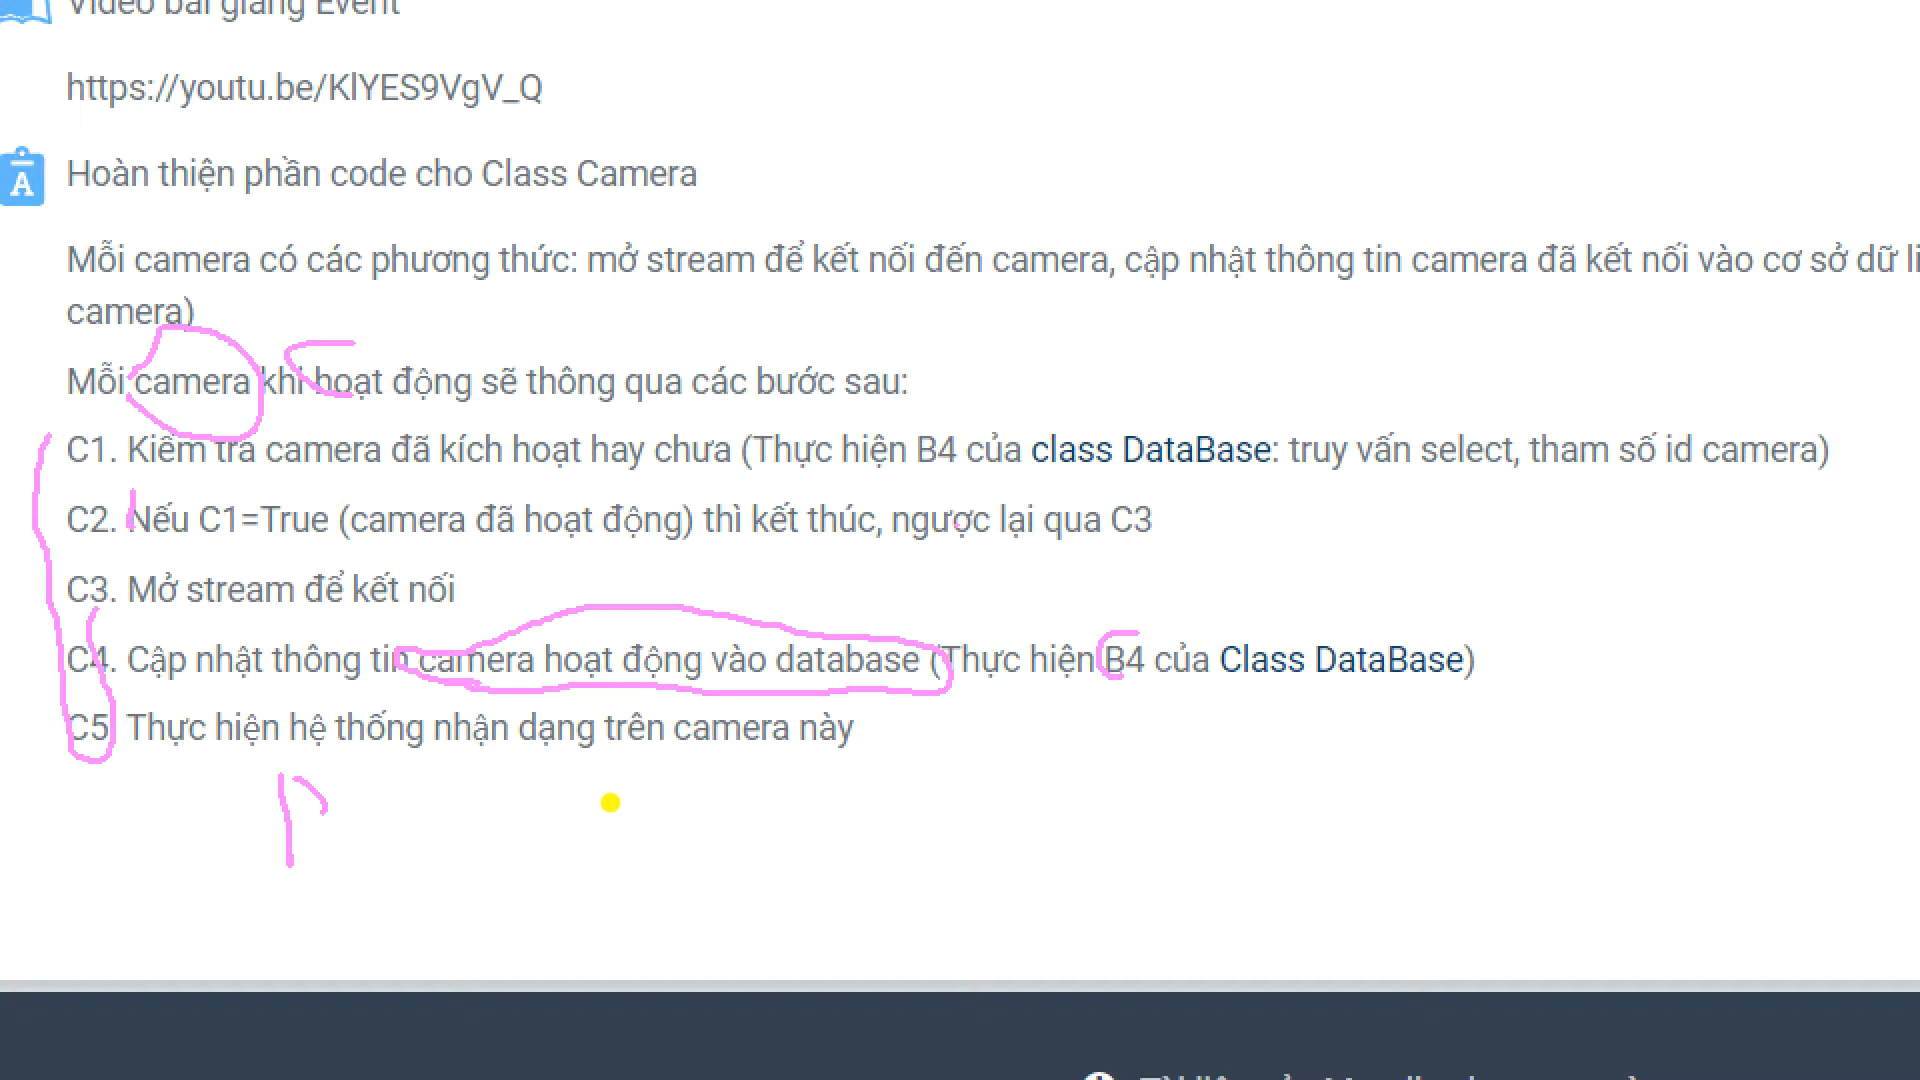 Video bài giảng Event
https://youtu.be/KlYES9VgV_Q
Hoàn thiện phần code cho Class Camera
Mỗi camera có các phương thức: mở stream để kết nối đến camera, cập nhật thông tin camera đã kết nối vào cơ sở dữ
camera)
Mỗi camera khi hoạt động sẽ thông qua các bước sau:
C1. Kiểm tra camera đã kích hoạt hay chưa (Thực hiện B4 của class DataBase: truy vấn select, tham số id camera)
C2. Nếu C1=True (camera đã hoạt động) thì kết thúc, ngược lại qua C3
C3. Mở stream để kết nối
C4. Cập nhật thông tin camera hoạt động vào database (Thực hiện B4 của Class DataBase)
C5. Thực hiện hệ thống nhận dạng trên camera này